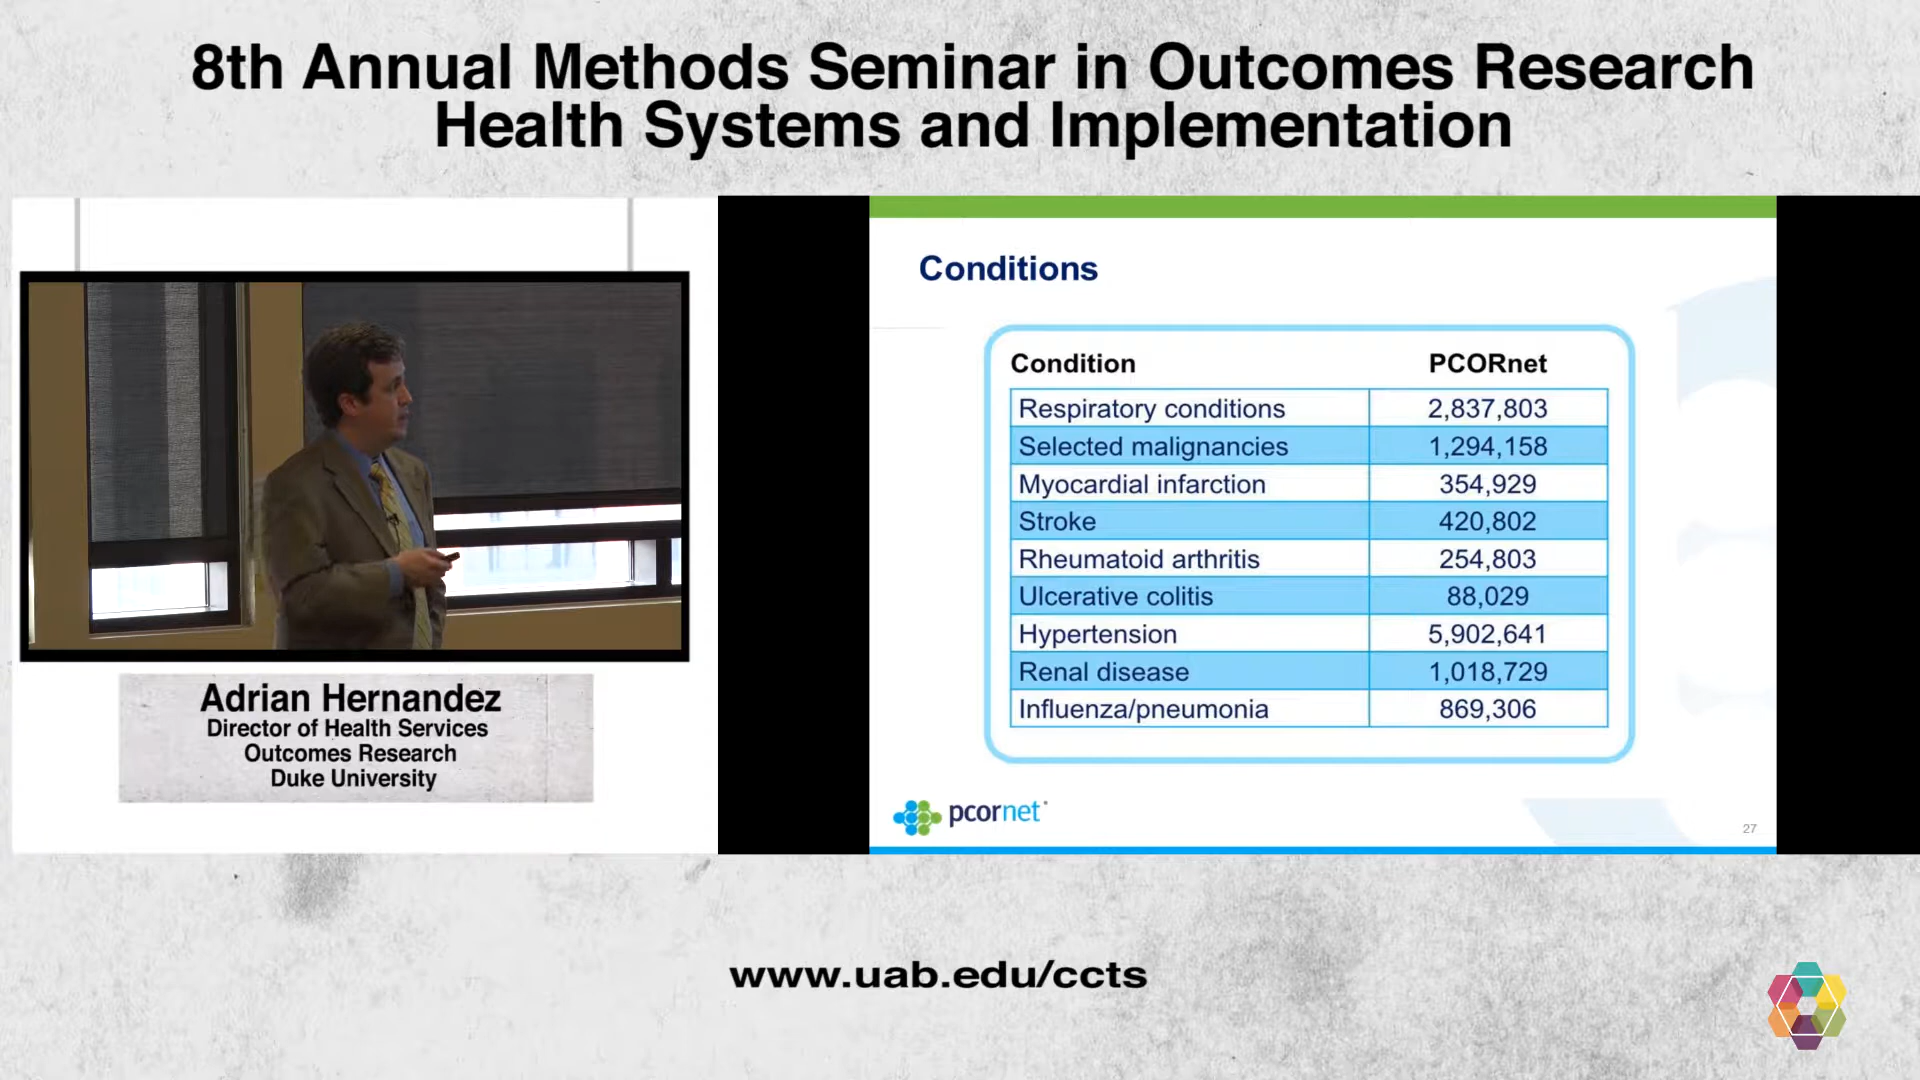 8th Annual Methods Seminar in Outcomes Research
Health Systems and Implementation
Adrian Hernandez
Director of Health Services
Outcomes Research
Duke University
Conditions
Condition PCORnet
Respiratory conditions 2,837,803
Selected malignancies 1,294,158
Myocardial infarction 354,929
Stroke 420,802
Rheumatoid arthritis 254,803
Ulcerative colitis 88,029
Hypertension 5,902,641
Renal disease 1,018,729
Influenza/pneumonia 869,306
pcornet
27
www.uab.edu/ccts